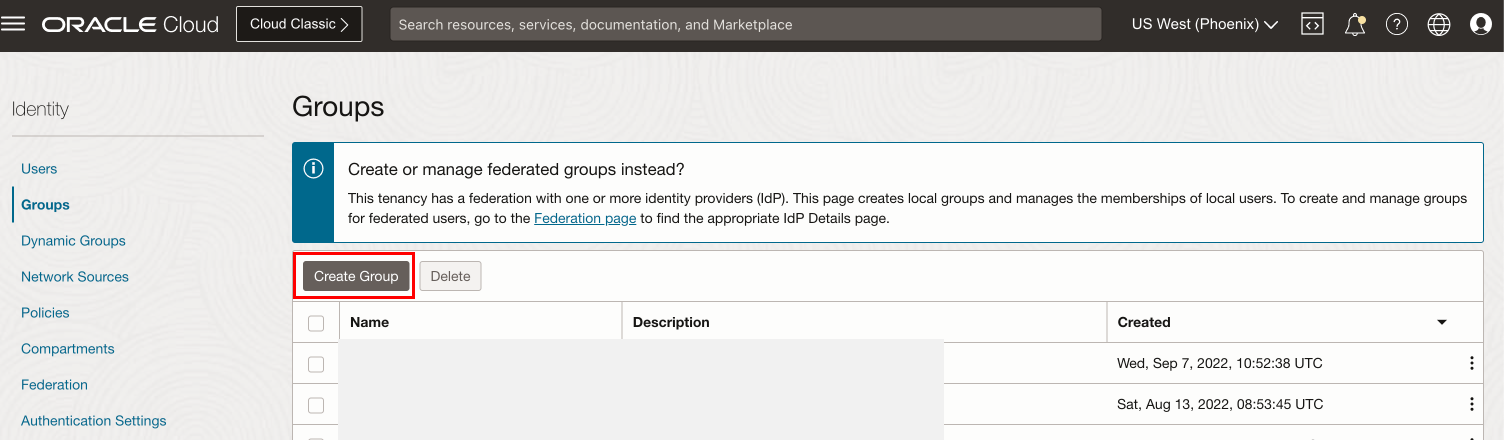 ORACLE Cloud
Cloud Classic
Search resources, services, documentation, and Marketplace
US West (Phoenix)
Identity
Users
Groups
Dynamic Groups
Network Sources
Policies
Compartments
Federation
Authentication Settings
Groups
Create or manage federated groups instead?
This tenancy has a federation with one or more identity providers (IdP). This page creates local groups and manages the memberships of local users. To create and manage groups
for federated users, go to the Federation page to find the appropriate IdP Details page.
Create Group Delete
Name Description Created
Wed, Sep 7, 2022, 10:52:38 UTC
Sat, Aug 13, 2022, 08:53:45 UTC